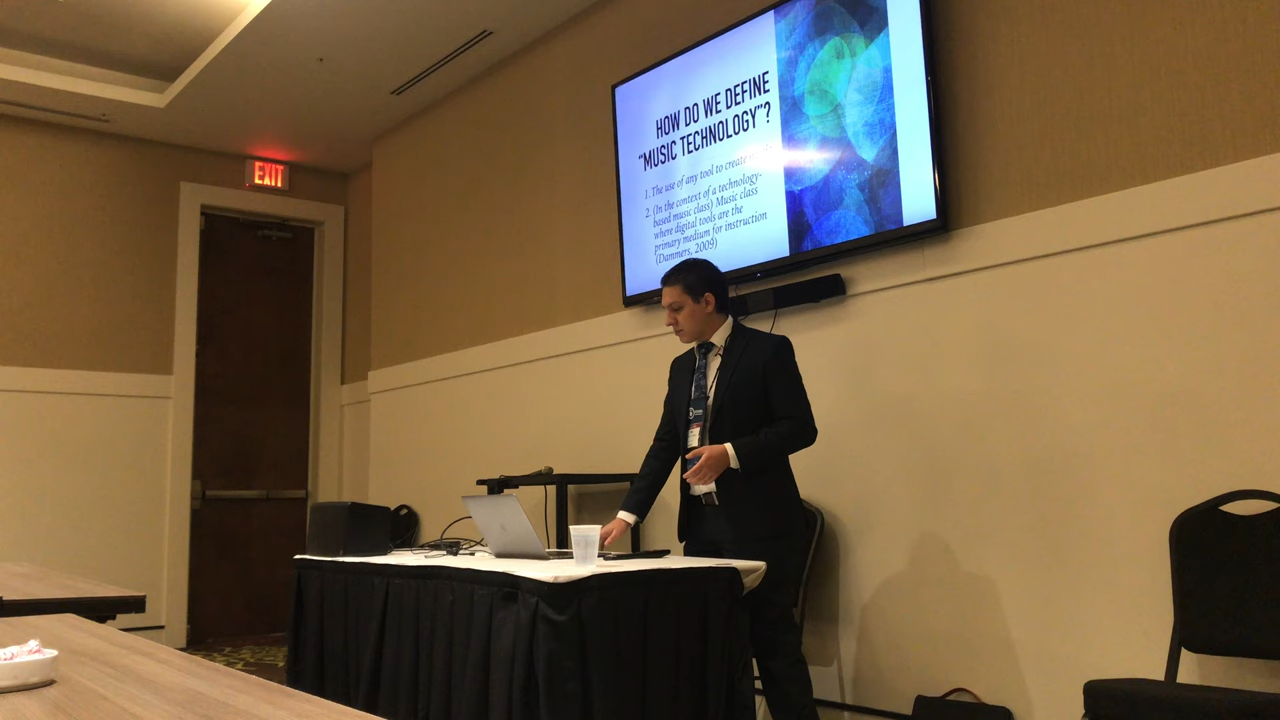 EXIT
HOW DO WE DEFINE
"MUSIC TECHNOLOGY"?
1. The use of any tool to create
2. (In the context of a technology-
based music class) Music class
where digital tools are the
primary medium for instruction
(Dammers, 2009)